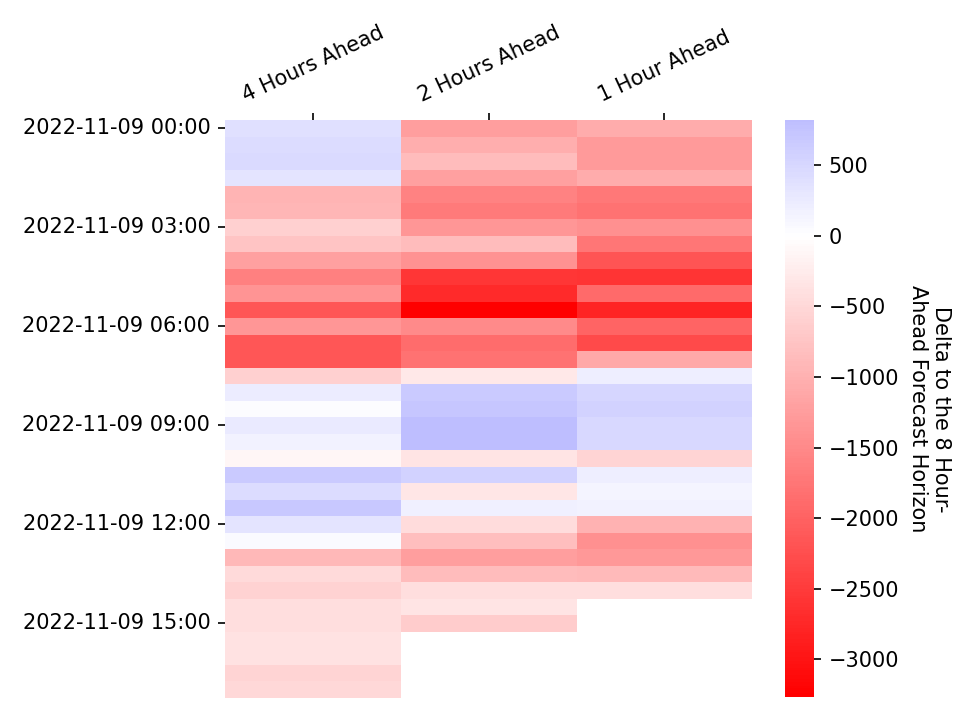 4 Hours Ahead
2 Hours Ahead
1 Hour Ahead
2022-11-09 00:00
2022-11-09 03:00
2022-11-09 06:00
2022-11-09 09:00
2022-11-09 12:00
2022-11-09 15:00
500
0
−500
−1000
−1500
−2000
−2500
−3000
Delta to the 8 Hour-
Ahead Forecast Horizon